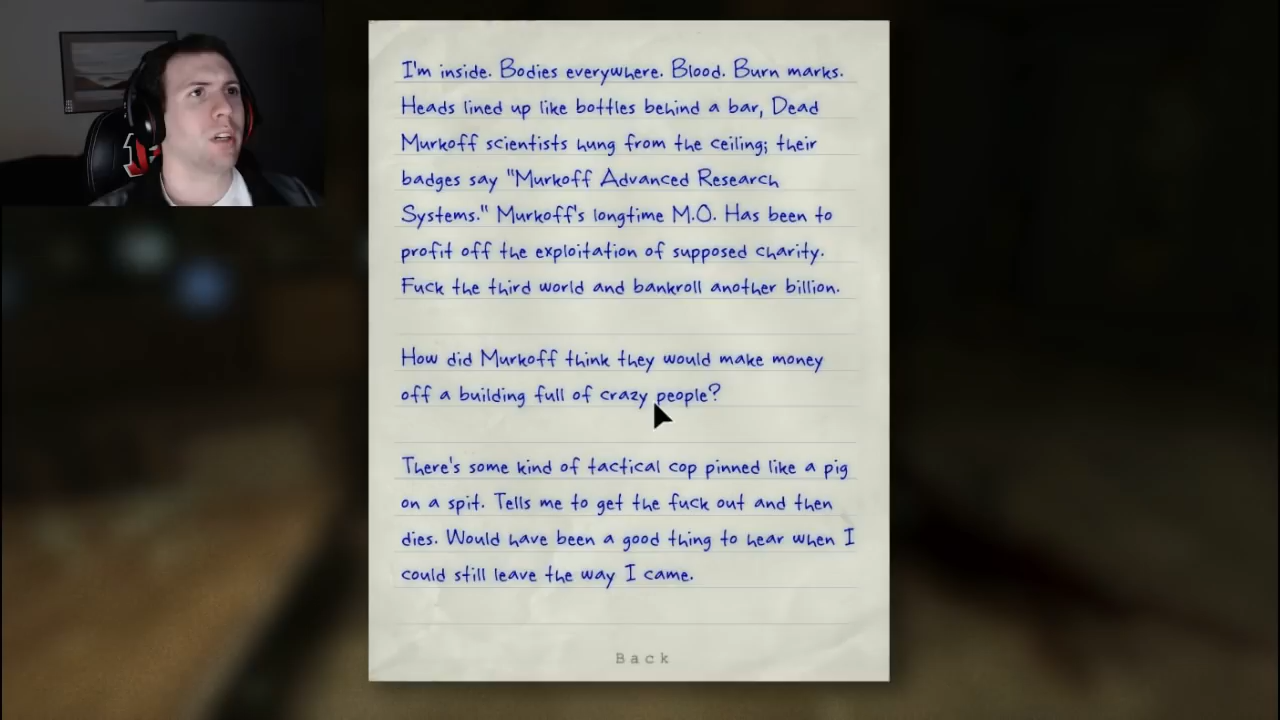 I'm inside. Bodies everywhere. Blood. Burn marks.
Heads lined up like bottles behind a bar, Dead
Murkoff scientists hung from the ceiling; their
badges say "Murkoff Advanced Research
Systems." Murkoff's longtime M.O. Has been to
profit off the exploitation of supposed charity.
Fuck the third world and bankroll another billion.
How did Murkoff think they would make money
off a building full of crazy people?
There's some kind of tactical cop pinned like a pig
on a spit. Tells me to get the fuck out and then
dies. Would have been a good thing to hear when I
could still leave the way I came.
Back